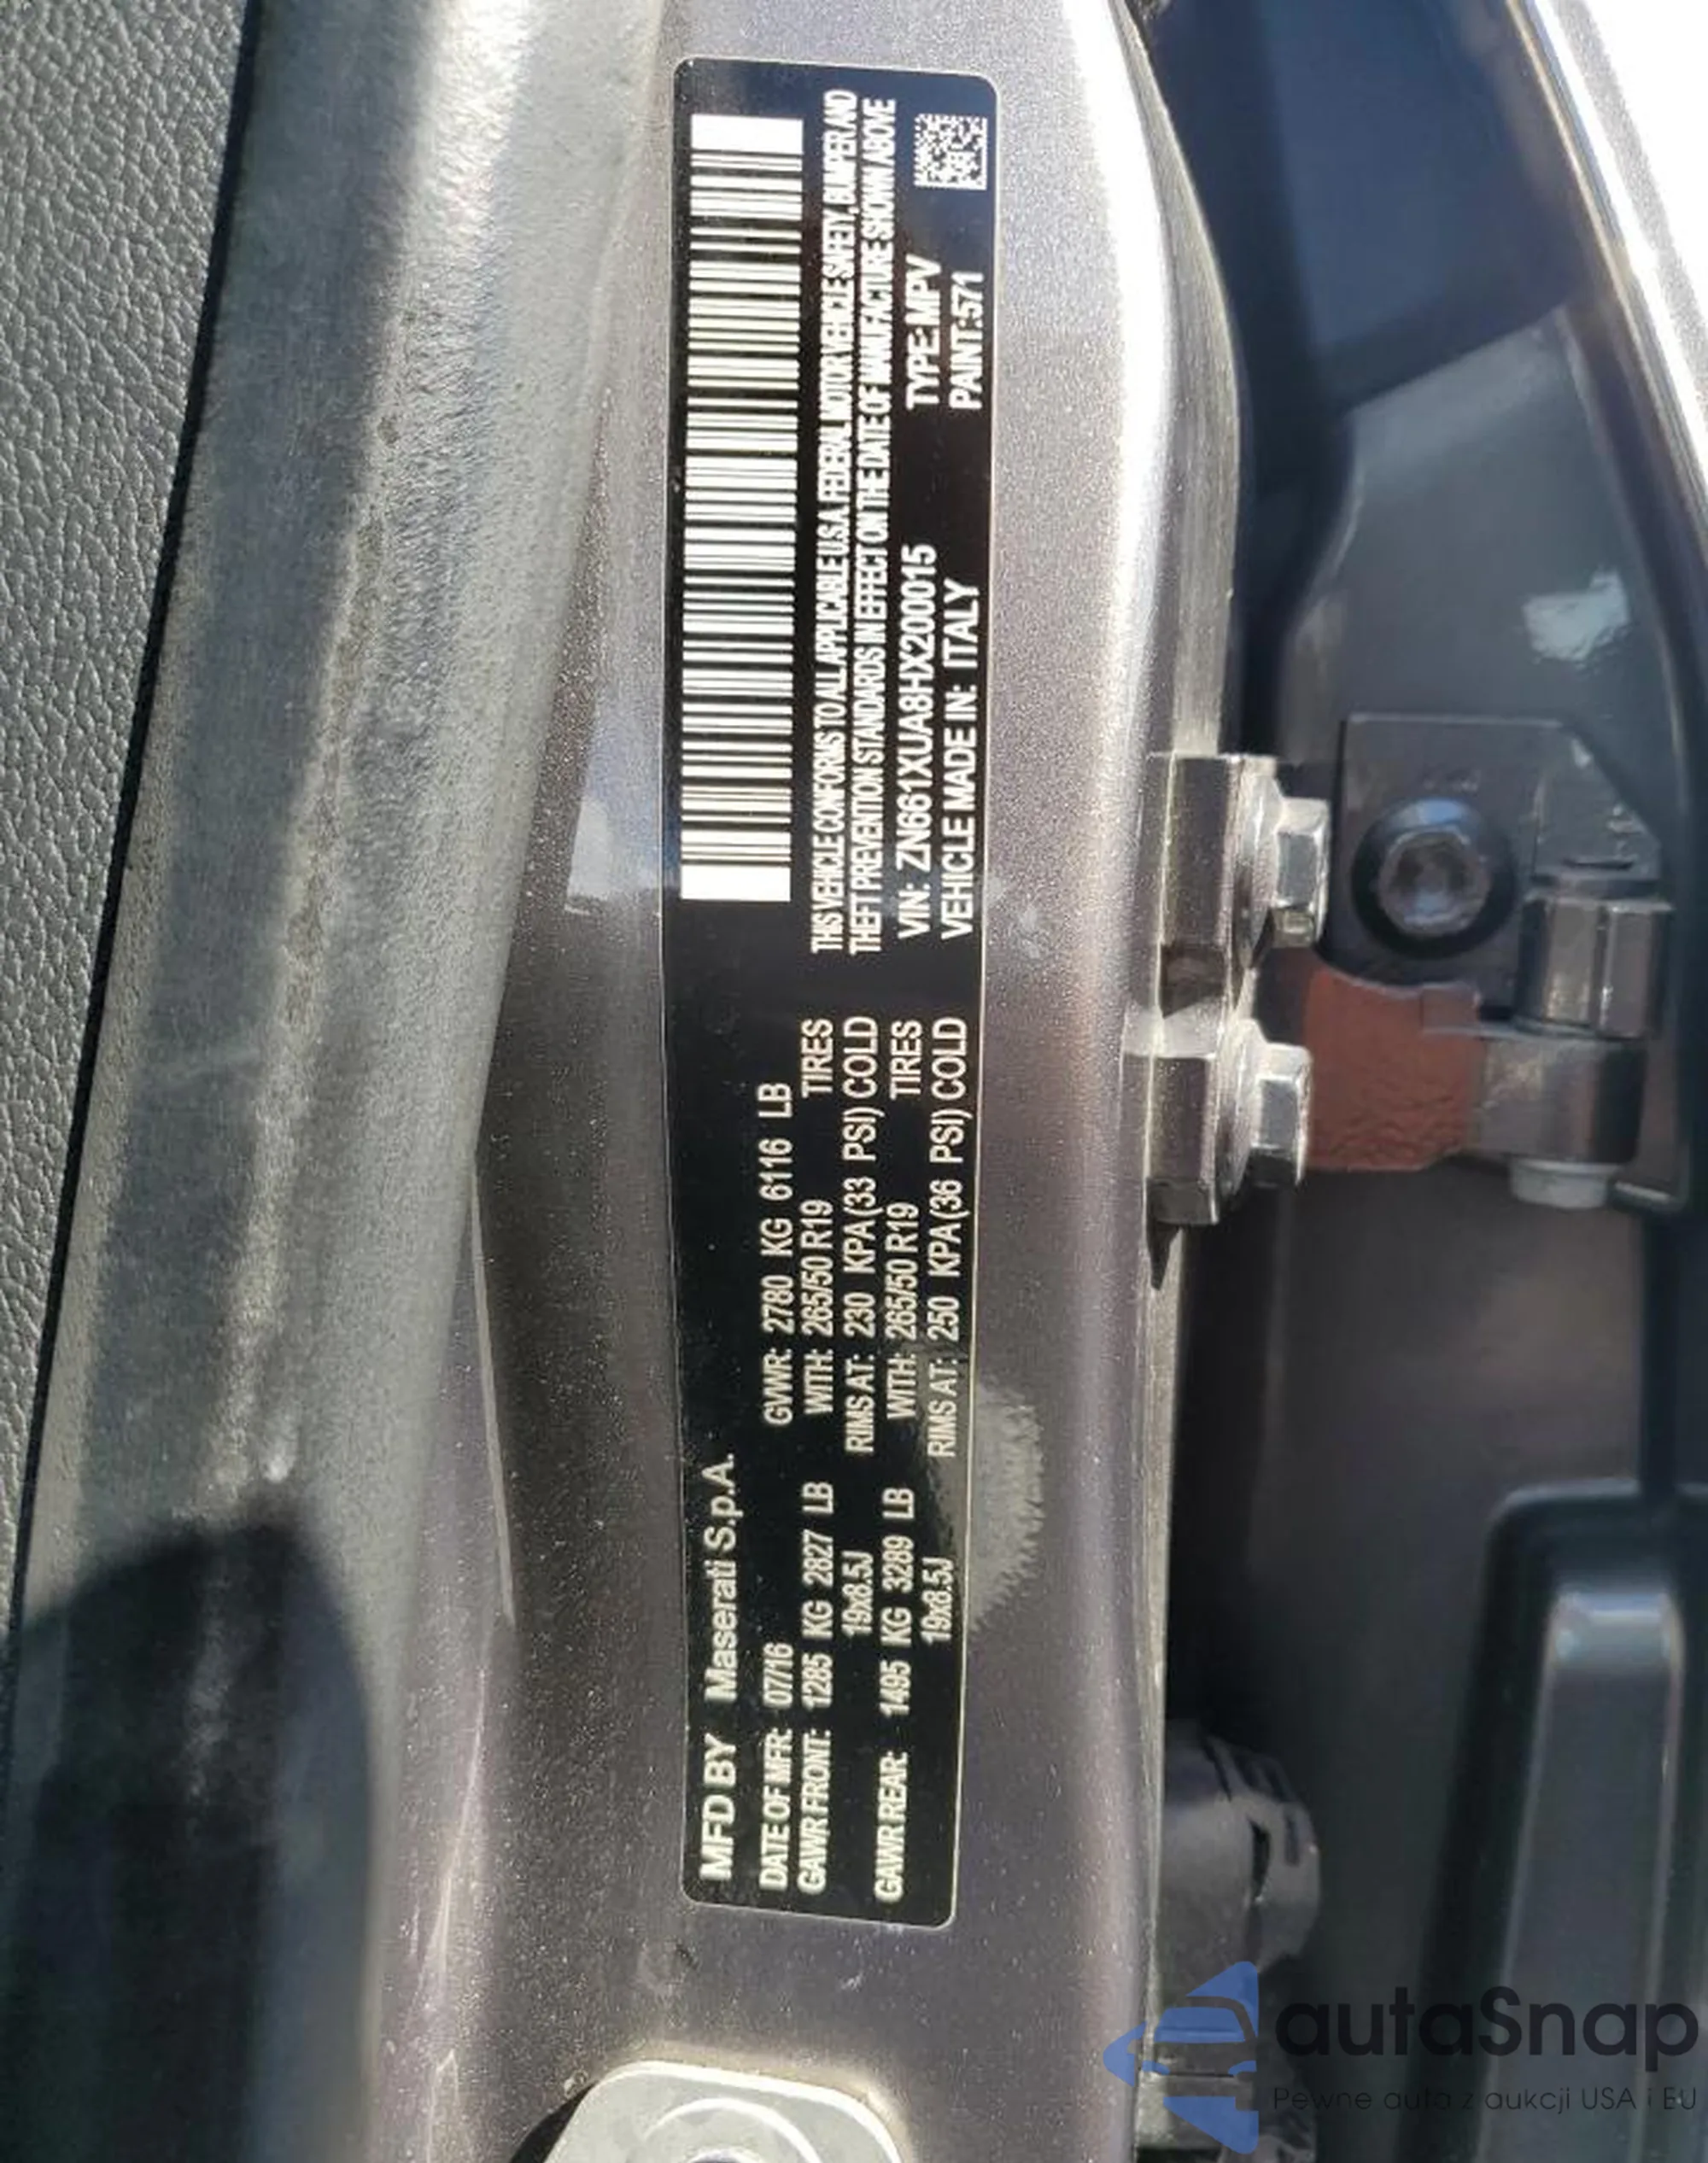 MFD BY Maserati S.p.A.
DATE OF MFR: 07/16 GVWR: 2780 KG 6116 LB
GAWR FRONT: 1285 KG 2827 LB WITH: 265/50 R19 TIRES
19x8.5J RIMS AT: 230 KPA (33 PSI) COLD
GAWR REAR: 1495 KG 3289 LB WITH: 265/50 R19 TIRES
19x8.5J RIMS AT: 250 KPA (36 PSI) COLD
THIS VEHICLE CONFORMS TO ALL APPLICABLE U.S.A. FEDERAL MOTOR VEHICLE SAFETY, BUMPER AND
THEFT PREVENTION STANDARDS IN EFFECT ON THE DATE OF MANUFACTURE SHOWN ABOVE
VIN: ZN661XUA8HX200015 TYPE: MPV
VEHICLE MADE IN: ITALY PAINT:571
autaSnap
Pewne auta z aukcji USA i EU